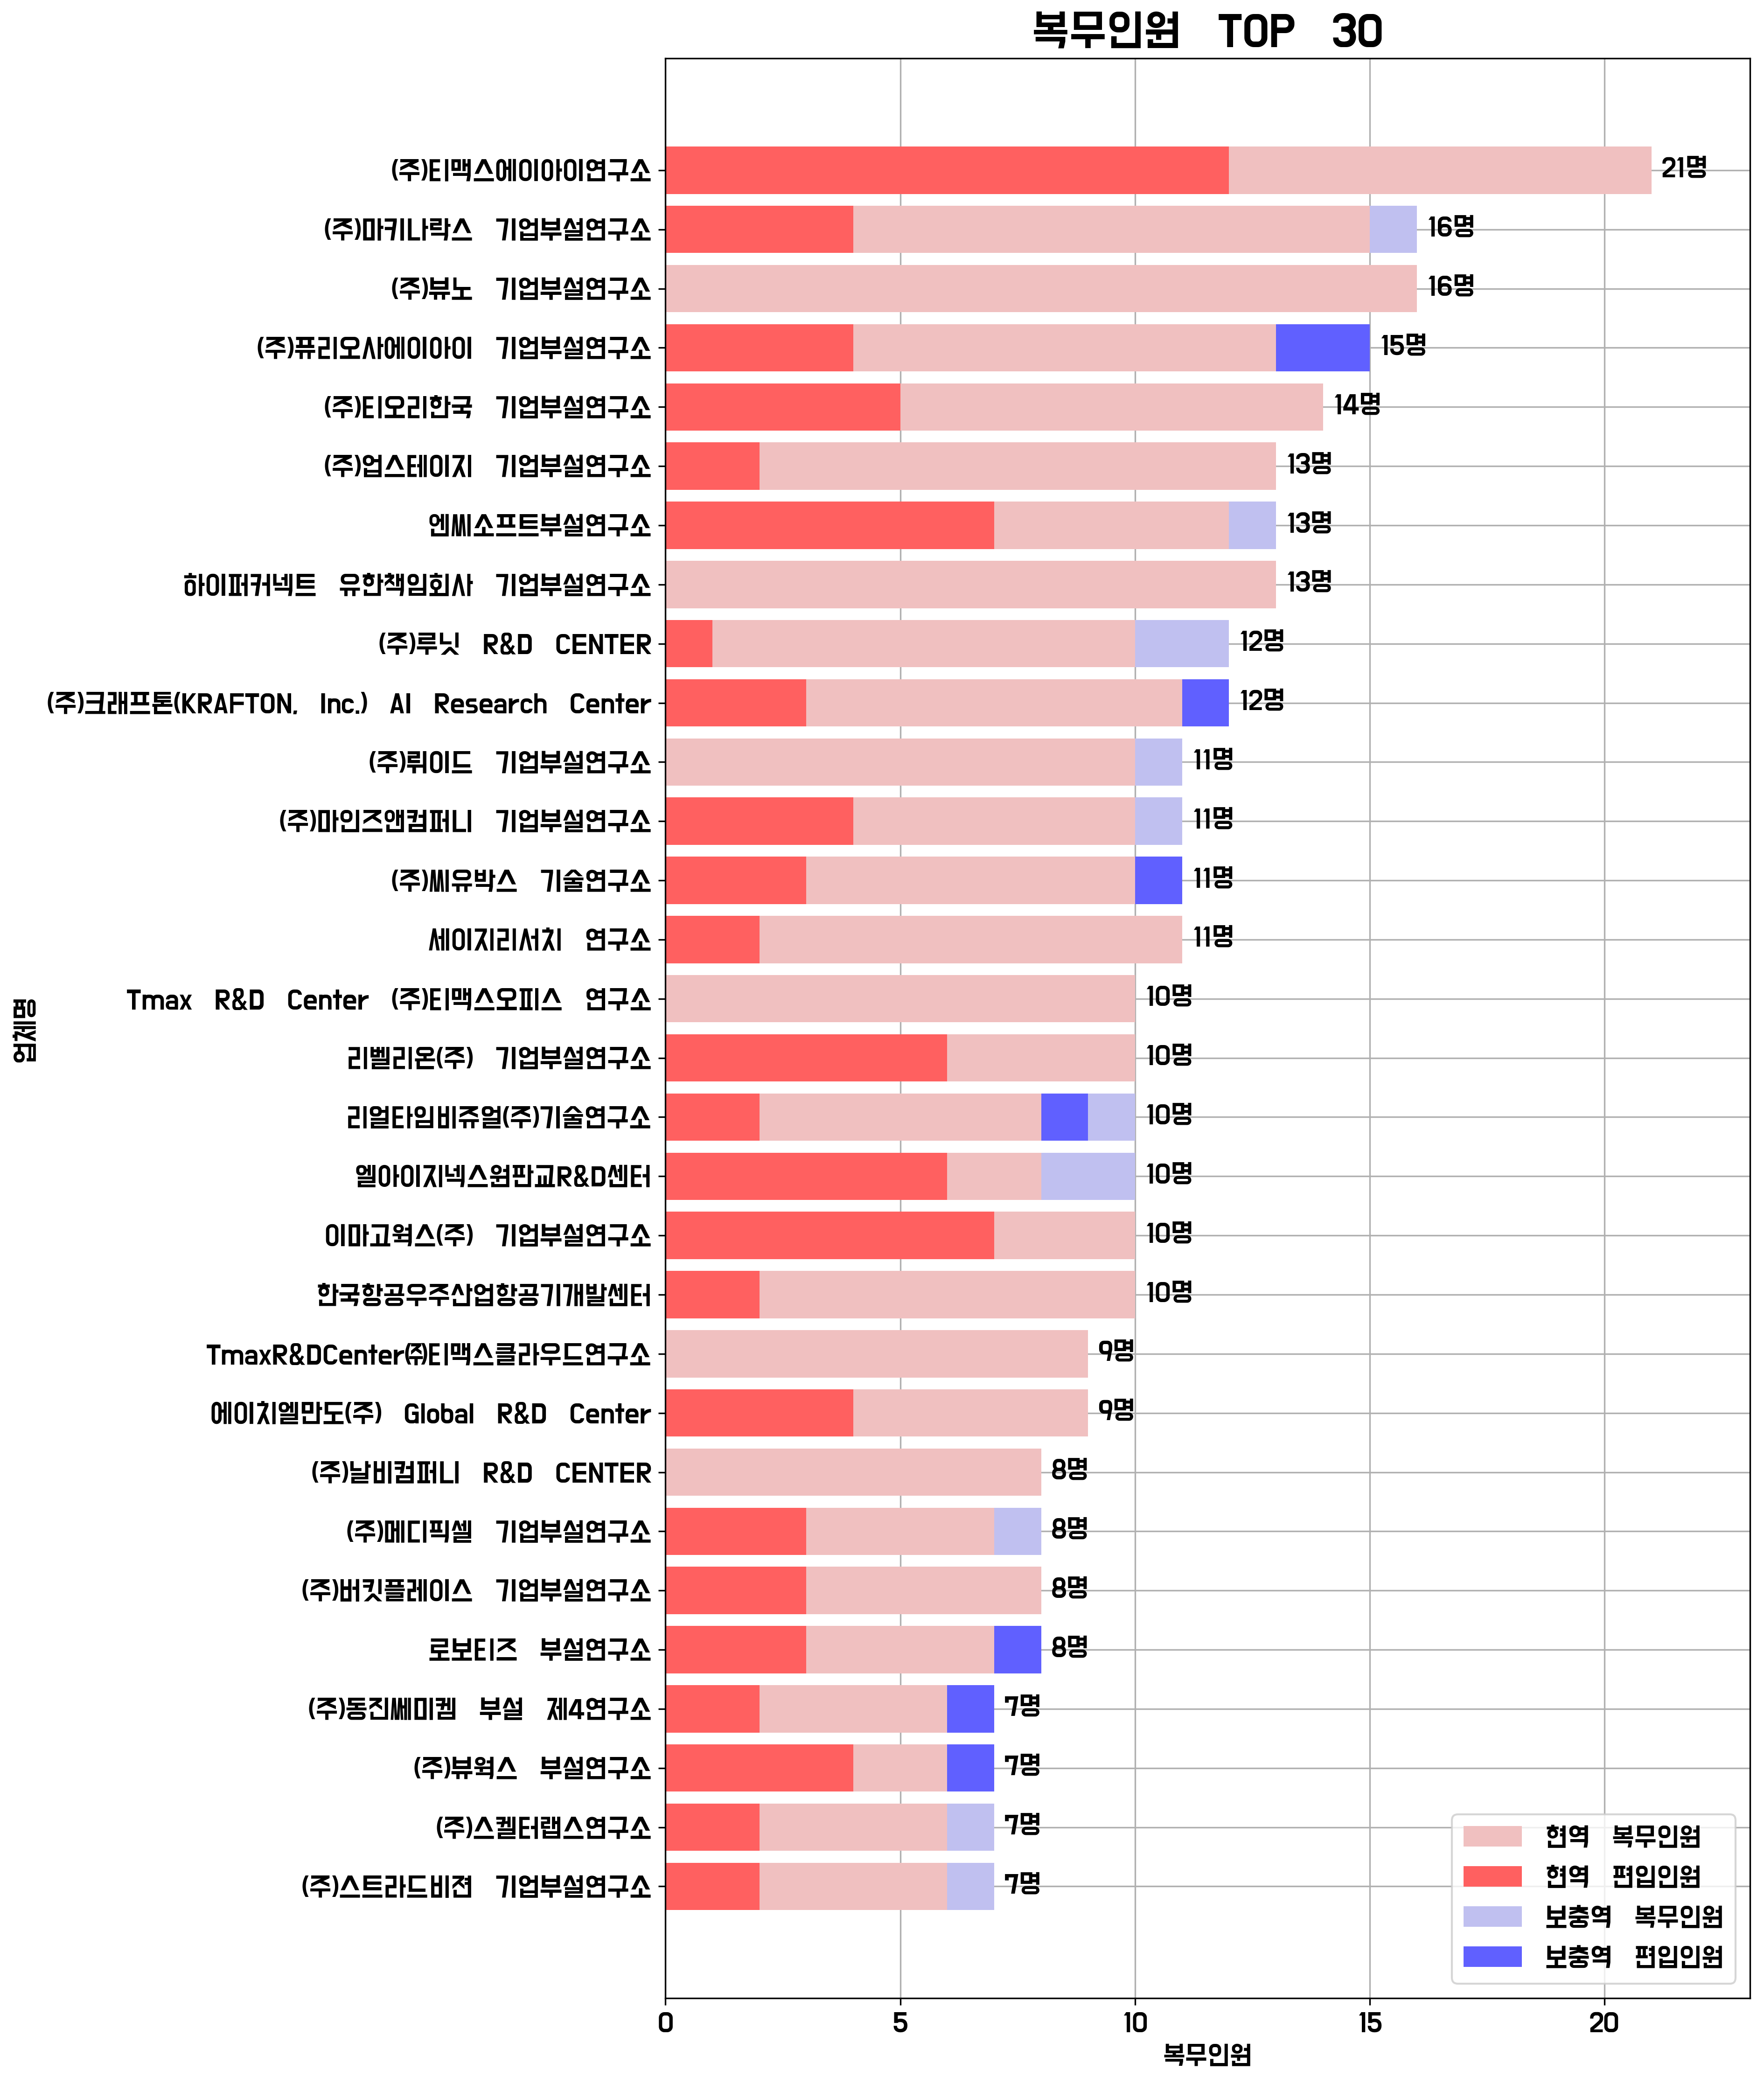 복무인원 TOP 30
(주)티맥스에이아이연구소 21명
(주)마키나락스 기업부설연구소 16명
(주)뷰노 기업부설연구소 16명
(주)퓨리오사에이아이 기업부설연구소 15명
(주)티오리한국 기업부설연구소 14명
(주)업스테이지 기업부설연구소 13명
엔씨소프트부설연구소 13명
하이퍼커넥트 유한책임회사 기업부설연구소 13명
(주)루닛 R&D CENTER 12명
(주)크래프톤(KRAFTON, Inc.) AI Research Center 12명
(주)뤼이드 기업부설연구소 11명
(주)마인즈앤컴퍼니 기업부설연구소 11명
(주)씨유박스 기술연구소 11명
세이지리서치 연구소 11명
Tmax R&D Center (주)티맥스오피스 연구소 10명
리벨리온(주) 기업부설연구소 10명
리얼타임비쥬얼(주)기술연구소 10명
엘아이지넥스원판교R&D센터 10명
이마고웍스(주) 기업부설연구소 10명
한국항공우주산업항공기개발센터 10명
TmaxR&DCenter㈜티맥스클라우드연구소 9명
에이치엘만도(주) Global R&D Center 9명
(주)날비컴퍼니 R&D CENTER 8명
(주)메디픽셀 기업부설연구소 8명
(주)버킷플레이스 기업부설연구소 8명
로보티즈 부설연구소 8명
(주)동진쎄미켐 부설 제4연구소 7명
(주)뷰웍스 부설연구소 7명
(주)스켈터랩스연구소 7명
(주)스트라드비젼 기업부설연구소 7명
업체명
현역 복무인원
현역 편입인원
보충역 복무인원
보충역 편입인원
0 5 10 15 20
복무인원